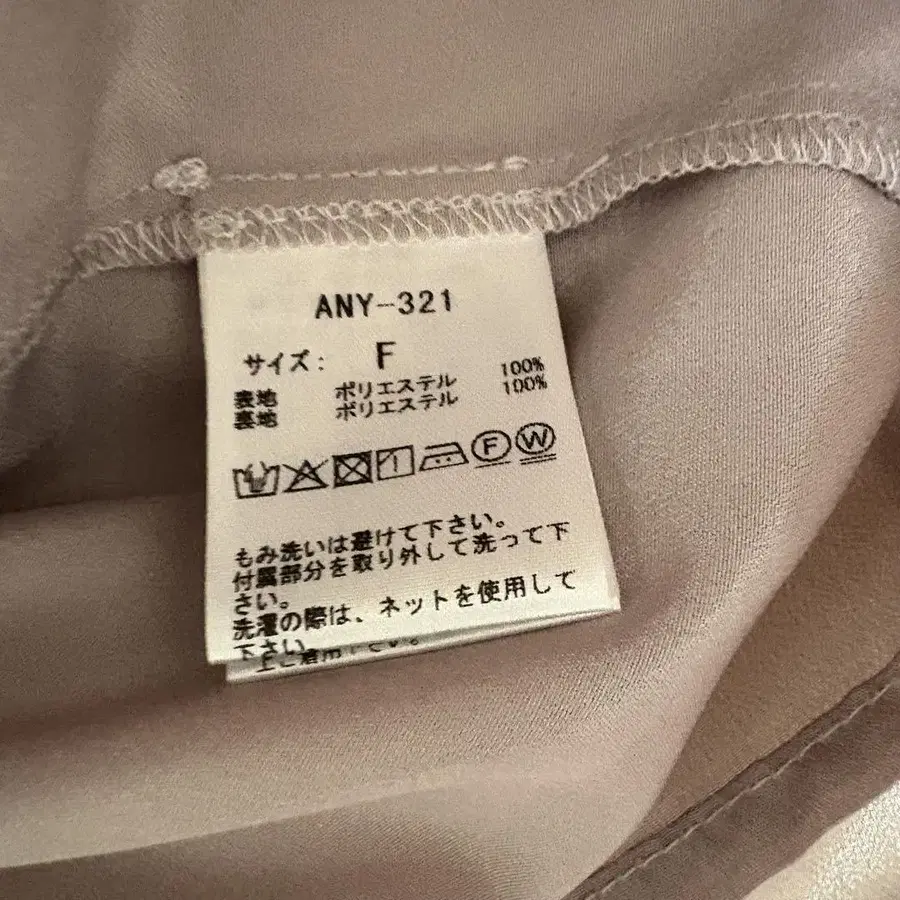 ANY-321
サイズ: F
表地 ポリエステル 100%
裏地 ポリエステル 100%
F W
もみ洗いは避けて下さい。
付属部分を取り外して洗って下
さい。
洗濯の際は、ネットを使用して
下さい。